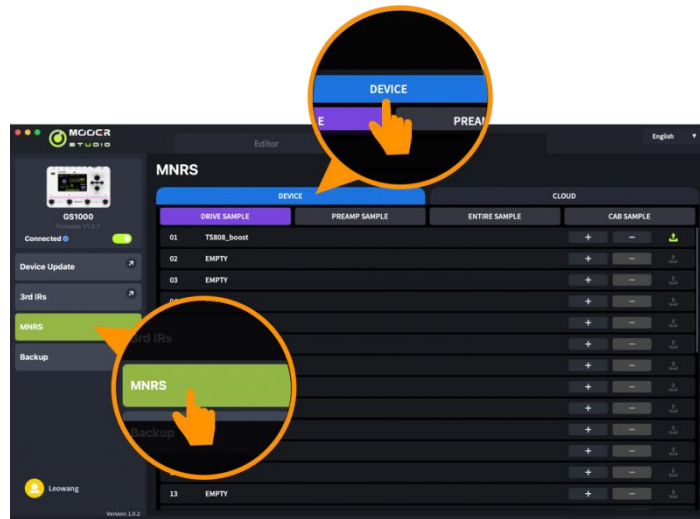 DEVICE
E
PREAM
MOOER
STUDIO
Editor
English
MNRS
DEVICE
CLOUD
GS1000
Firmware V1.0.2
Connected
DRIVE SAMPLE
PREAMP SAMPLE
ENTIRE SAMPLE
CAB SAMPLE
01 TS808_boost
02 EMPTY
03 EMPTY
Device Update
3rd IRs
MNRS
Backup
3rd IRs
MNRS
Backup
13 EMPTY
Leowang
Version: 1.0.2